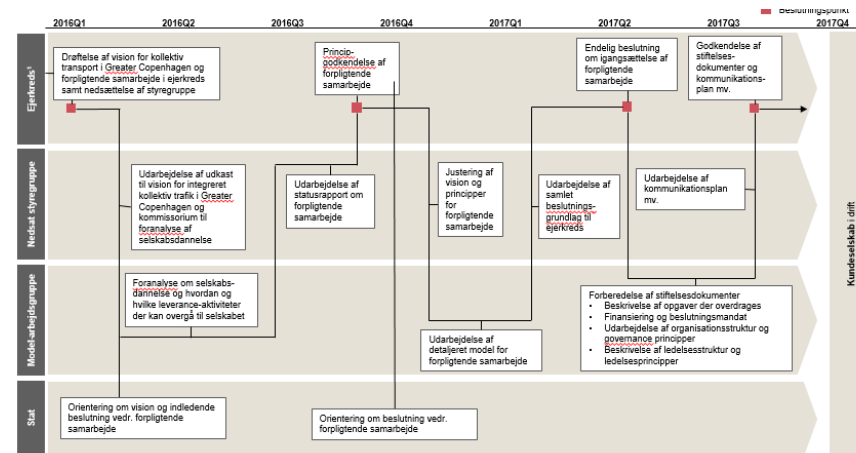 Beslutningspunkt
2016Q1
2016Q2
2016Q3
2016Q4
2017Q1
2017Q2
2017Q3
2017Q4
Ejerkreds¹
Drøftelse af vision for kollektiv
transport i Greater Copenhagen og
forpligtende samarbejde i ejerkreds
samt nedsættelse af styregruppe
Princip-
godkendelse af
forpligtende
samarbejde
Endelig beslutning
om igangsættelse af
forpligtende
samarbejde
Godkendelse af
stiftelses-
dokumenter og
kommunikations-
plan mv.
Nedsat styregruppe
Udarbejdelse af udkast
til vision for integreret
kollektiv trafik i Greater
Copenhagen og
kommissorium til
foranalyse af
selskabsdannelse
Udarbejdelse af
statusrapport om
forpligtende
samarbejde
Justering af
vision og
principper
for
forpligtende
samarbejde
Udarbejdelse af
samlet
beslutnings-
grundlag til
ejerkreds
Udarbejdelse af
kommunikationsplan
mv.
Model-arbejdsgruppe
Foranalyse om selskabs-
dannelse og hvordan og
hvilke leverance-aktiviteter
der kan overgå til selskabet
Udarbejdelse af
detaljeret model for
forpligtende samarbejde
Forberedelse af stiftelsesdokumenter
• Beskrivelse af opgaver der overdrages
• Finansiering og beslutningsmandat
• Udarbejdelse af organisationsstruktur og
governance principper
• Beskrivelse af ledelsesstruktur og
ledelsesprincipper
Stat
Orientering om vision og indledende
beslutning vedr. forpligtende
samarbejde
Orientering om beslutning vedr.
forpligtende samarbejde
Kundeselskab i drift